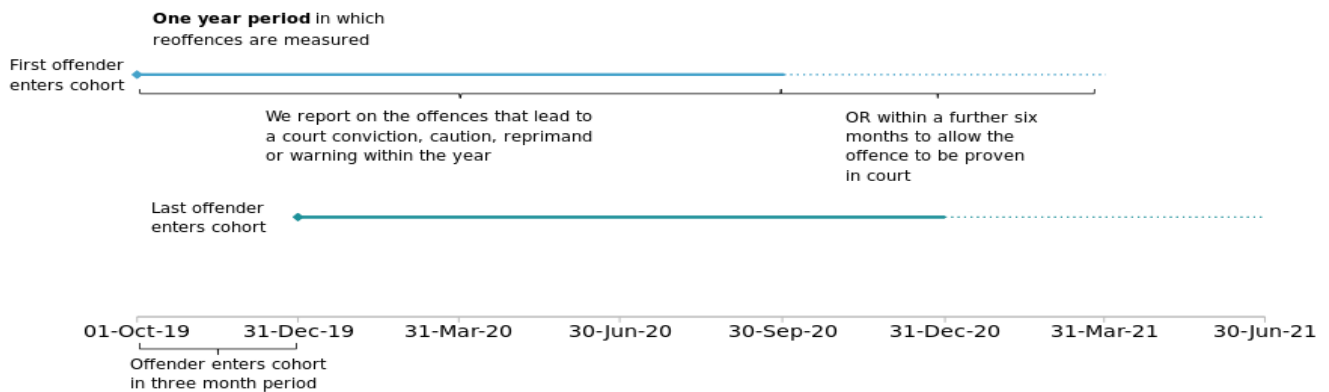 One year period in which
reoffences are measured
First offender
enters cohort
We report on the offences that lead to
a court conviction, caution, reprimand
or warning within the year
OR within a further six
months to allow the
offence to be proven
in court
Last offender
enters cohort
01-Oct-19 31-Dec-19 31-Mar-20 30-Jun-20 30-Sep-20 31-Dec-20 31-Mar-21 30-Jun-21
Offender enters cohort
in three month period